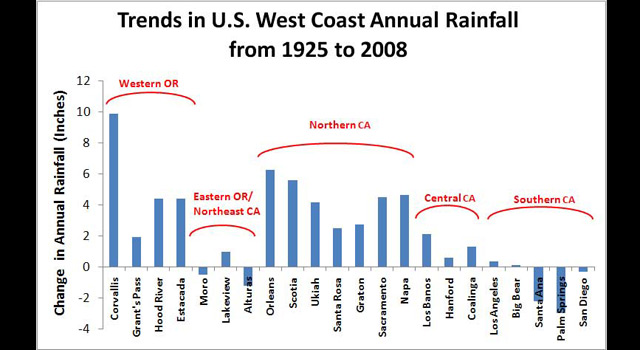 Trends in U.S. West Coast Annual Rainfall
from 1925 to 2008
Change in Annual Rainfall (Inches)
12
10
8
6
4
2
0
-2
-4
Western OR
Eastern OR/
Northeast CA
Northern CA
Central CA
Southern CA
Corvallis
Grant's Pass
Hood River
Estacada
Moro
Lakeview
Alturas
Orleans
Scotia
Ukiah
Santa Rosa
Graton
Sacramento
Napa
Los Banos
Hanford
Coalinga
Los Angeles
Big Bear
Santa Ana
Palm Springs
San Diego